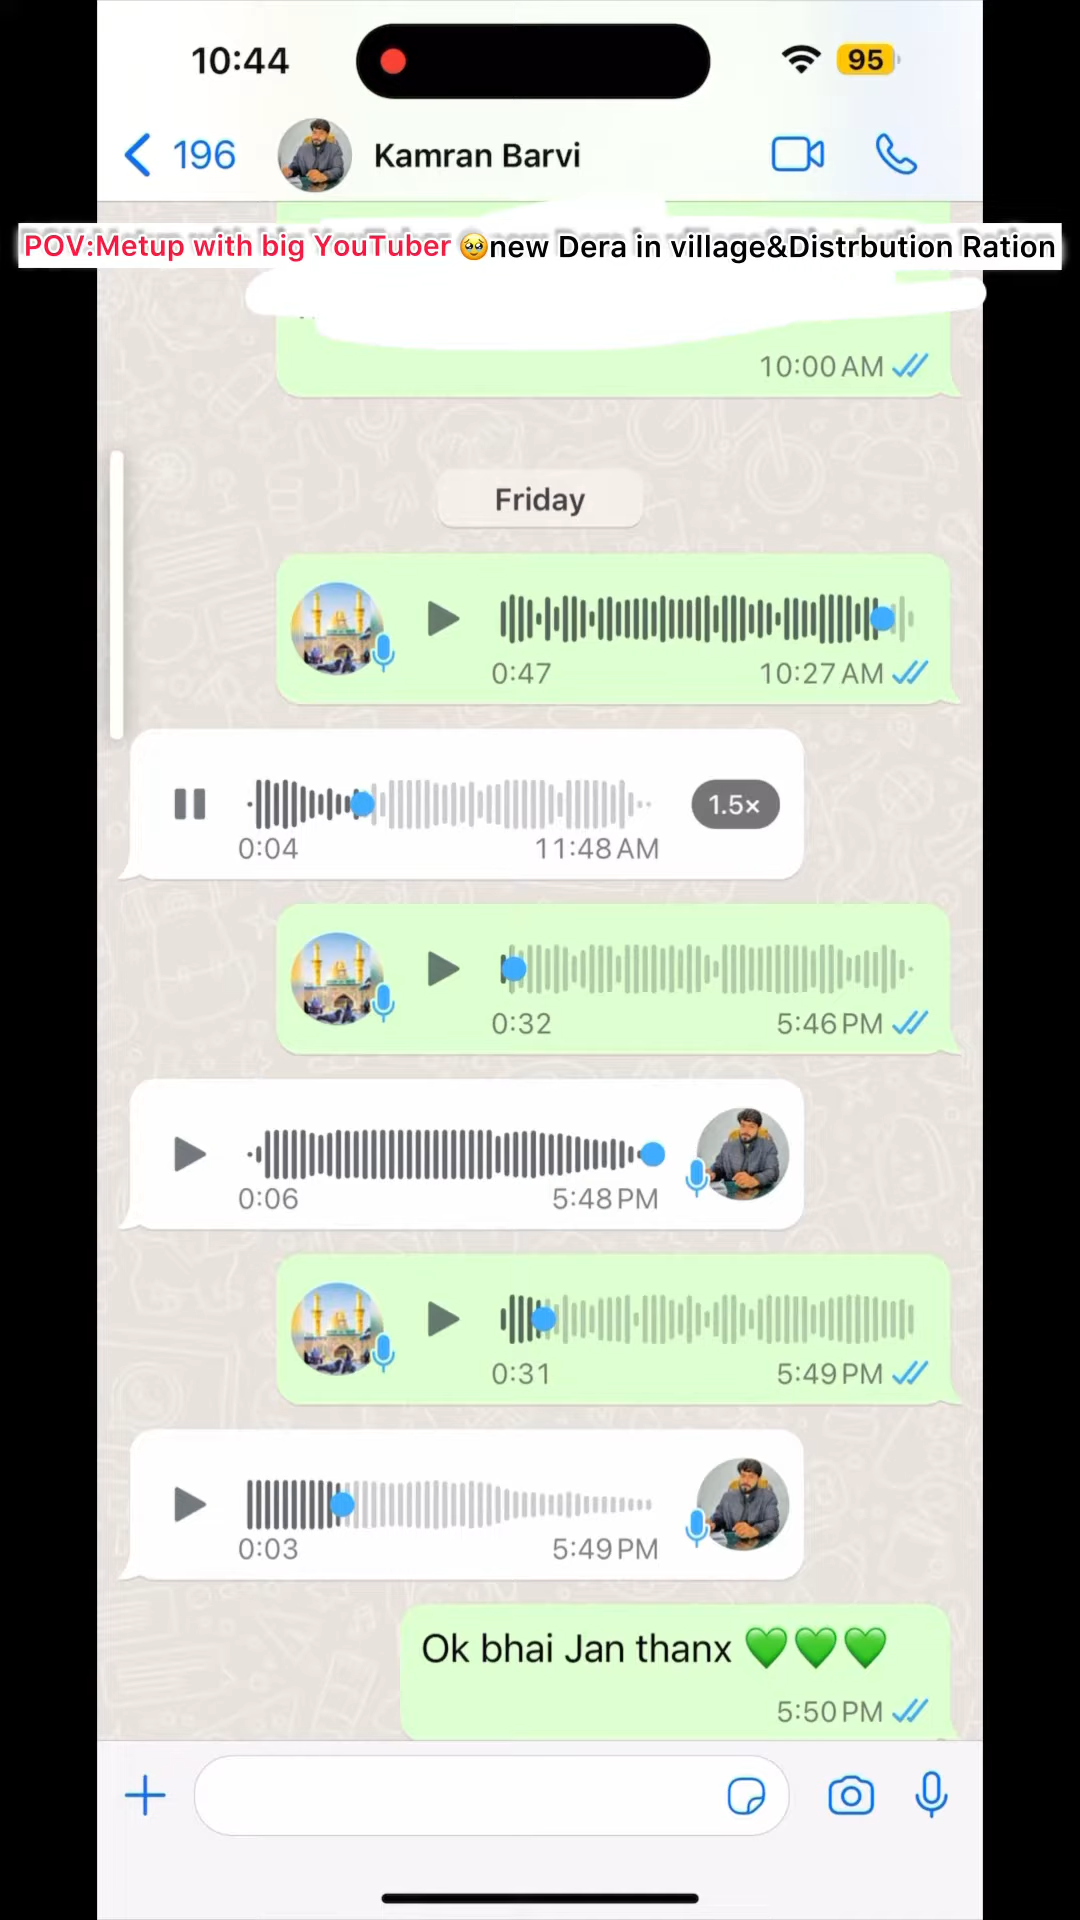 10:44
95
196
Kamran Barvi
POV:Metup with big YouTuber 🥹new Dera in village&Distrbution Ration
10:00 AM
Friday
0:47
10:27 AM
1.5×
0:04
11:48 AM
0:32
5:46 PM
0:06
5:48 PM
0:31
5:49 PM
0:03
5:49 PM
Ok bhai Jan thanx 💚💚💚
5:50 PM